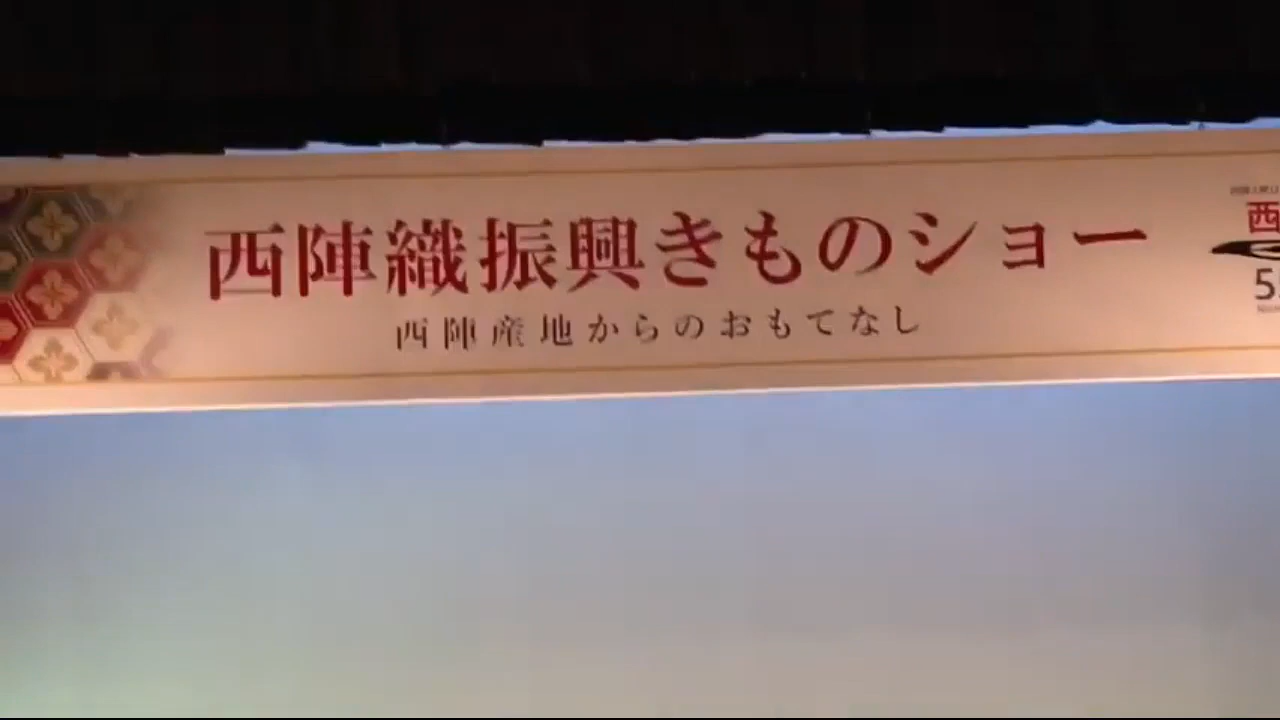 西陣織振興きものショー
西陣産地からのおもてなし
西